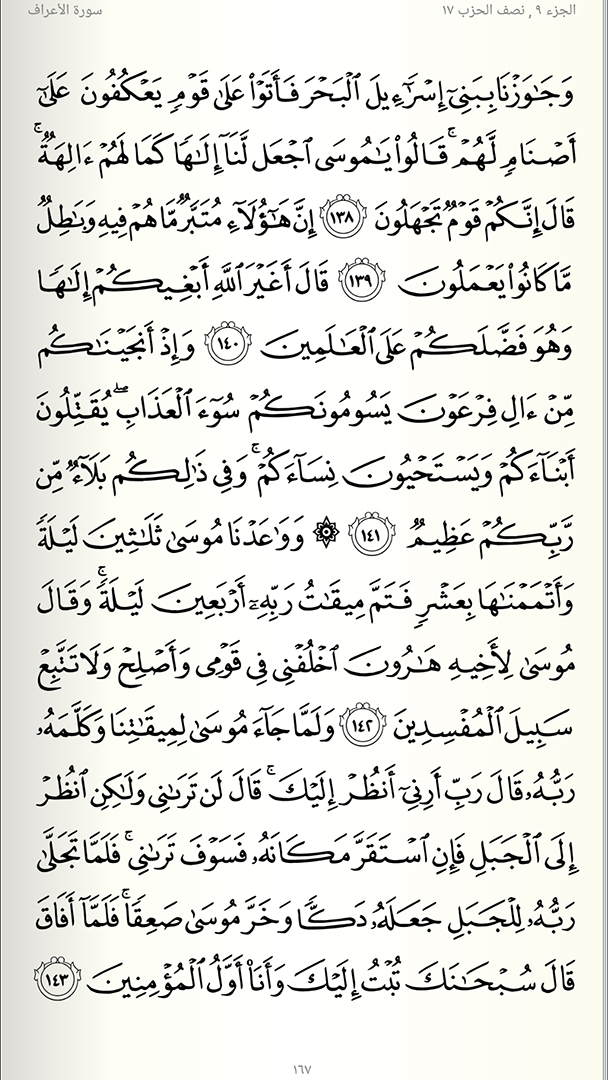 الجزء ٩ , نصف الحزب ١٧
سورة الأعراف
وَجَٰوَزْنَا بِبَنِىٓ إِسْرَٰٓءِيلَ ٱلْبَحْرَ فَأَتَوْا۟ عَلَىٰ قَوْمٍ يَعْكُفُونَ عَلَىٰٓ
أَصْنَامٍ لَّهُمْ ۚ قَالُوا۟ يَٰمُوسَى ٱجْعَل لَّنَآ إِلَٰهًا كَمَا لَهُمْ ءَالِهَةٌ ۚ
قَالَ إِنَّكُمْ قَوْمٌ تَجْهَلُونَ ١٣٨ إِنَّ هَٰٓؤُلَآءِ مُتَبَّرٌ مَّا هُمْ فِيهِ وَبَٰطِلٌ
مَّا كَانُوا۟ يَعْمَلُونَ ١٣٩ قَالَ أَغَيْرَ ٱللَّهِ أَبْغِيكُمْ إِلَٰهًا
وَهُوَ فَضَّلَكُمْ عَلَى ٱلْعَٰلَمِينَ ١٤٠ وَإِذْ أَنجَيْنَٰكُم
مِّنْ ءَالِ فِرْعَوْنَ يَسُومُونَكُمْ سُوٓءَ ٱلْعَذَابِ ۖ يُقَتِّلُونَ
أَبْنَآءَكُمْ وَيَسْتَحْيُونَ نِسَآءَكُمْ ۚ وَفِى ذَٰلِكُم بَلَآءٌ مِّن
رَّبِّكُمْ عَظِيمٌ ١٤١ ۞ وَوَٰعَدْنَا مُوسَىٰ ثَلَٰثِينَ لَيْلَةً
وَأَتْمَمْنَٰهَا بِعَشْرٍ فَتَمَّ مِيقَٰتُ رَبِّهِۦٓ أَرْبَعِينَ لَيْلَةً ۚ وَقَالَ
مُوسَىٰ لِأَخِيهِ هَٰرُونَ ٱخْلُفْنِى فِى قَوْمِى وَأَصْلِحْ وَلَا تَتَّبِعْ
سَبِيلَ ٱلْمُفْسِدِينَ ١٤٢ وَلَمَّا جَآءَ مُوسَىٰ لِمِيقَٰتِنَا وَكَلَّمَهُۥ
رَبُّهُۥ قَالَ رَبِّ أَرِنِىٓ أَنظُرْ إِلَيْكَ ۚ قَالَ لَن تَرَىٰنِى وَلَٰكِنِ ٱنظُرْ
إِلَى ٱلْجَبَلِ فَإِنِ ٱسْتَقَرَّ مَكَانَهُۥ فَسَوْفَ تَرَىٰنِى ۚ فَلَمَّا تَجَلَّىٰ
رَبُّهُۥ لِلْجَبَلِ جَعَلَهُۥ دَكًّا وَخَرَّ مُوسَىٰ صَعِقًا ۚ فَلَمَّآ أَفَاقَ
قَالَ سُبْحَٰنَكَ تُبْتُ إِلَيْكَ وَأَنَا۠ أَوَّلُ ٱلْمُؤْمِنِينَ ١٤٣
١٦٧